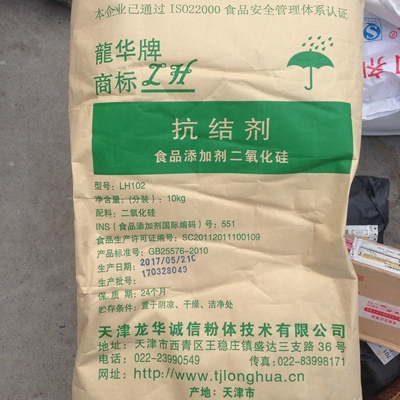 本企业已通过ISO22000食品安全管理体系认证
龍华牌
商标 LH
抗结剂
食品添加剂二氧化硅
型号：LH102
净含量：（分装）：10kg
配料：二氧化硅
INS（食品添加剂国际编码）号：551
食品生产许可证编号：SC20112011100109
产品标准号：GB25576-2010
生产日期：2017/05/21C
生产批号：170328049
保 质 期：24个月
贮存条件：置于阴凉、干燥、洁净处
天津龙华诚信粉体技术有限公司
地址：天津市西青区王稳庄镇盛达三支路36号
电话：022-23990549 传真：022-83998171
网址：http://www.tjlonghua.cn
产地：天津市